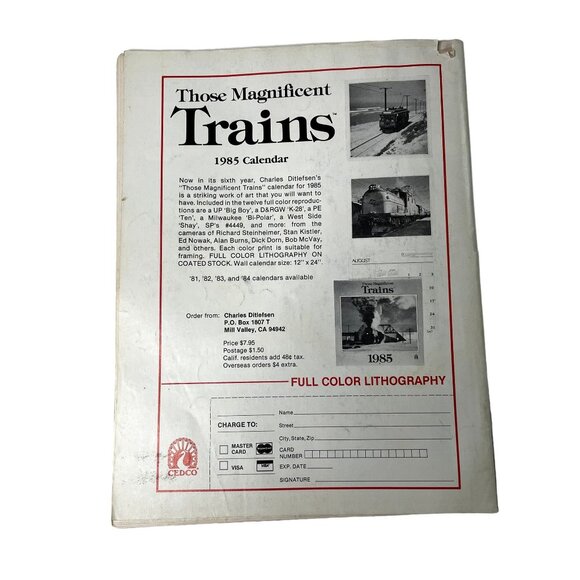 Those Magnificent
Trains™
1985 Calendar
Now in its sixth year, Charles Ditlefsen's
"Those Magnificent Trains" calendar for 1985
is a striking work of art that you will want to
have. Included in the twelve full color reproduc-
tions are a UP 'Big Boy', a D&RGW 'K-28', a PE
'Ten', a Milwaukee 'Bi-Polar', a West Side
'Shay', SP's #4449, and more: from the
cameras of Richard Steinheimer, Stan Kistler,
Ed Nowak, Alan Burns, Dick Dorn, Bob McVay,
and others. Each color print is suitable for
framing. FULL COLOR LITHOGRAPHY ON
COATED STOCK. Wall calendar size: 12" x 24".
'81, '82, '83, and '84 calendars available
Order from: Charles Ditlefsen
P.O. Box 1807 T
Mill Valley, CA 94942
Price $7.95
Postage $1.50
Calif. residents add 48¢ tax.
Overseas orders $4 extra.
AUGUST
Those Magnificent
Trains
1985
FULL COLOR LITHOGRAPHY
CHARGE TO:
MASTER
CARD
VISA
Name
Street
City, State, Zip
CARD
NUMBER
EXP. DATE
SIGNATURE
VISA
CEDCO